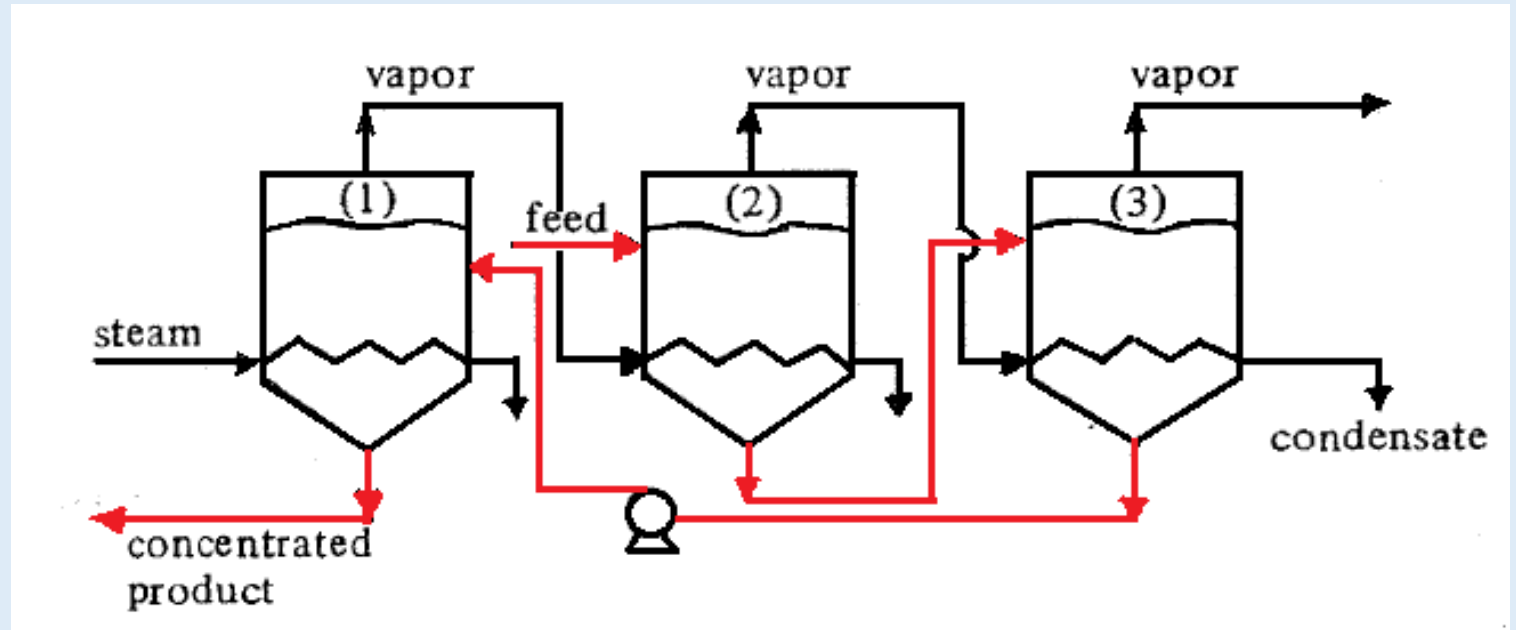 vapor
vapor
vapor
(1)
(2)
(3)
feed
steam
condensate
concentrated
product